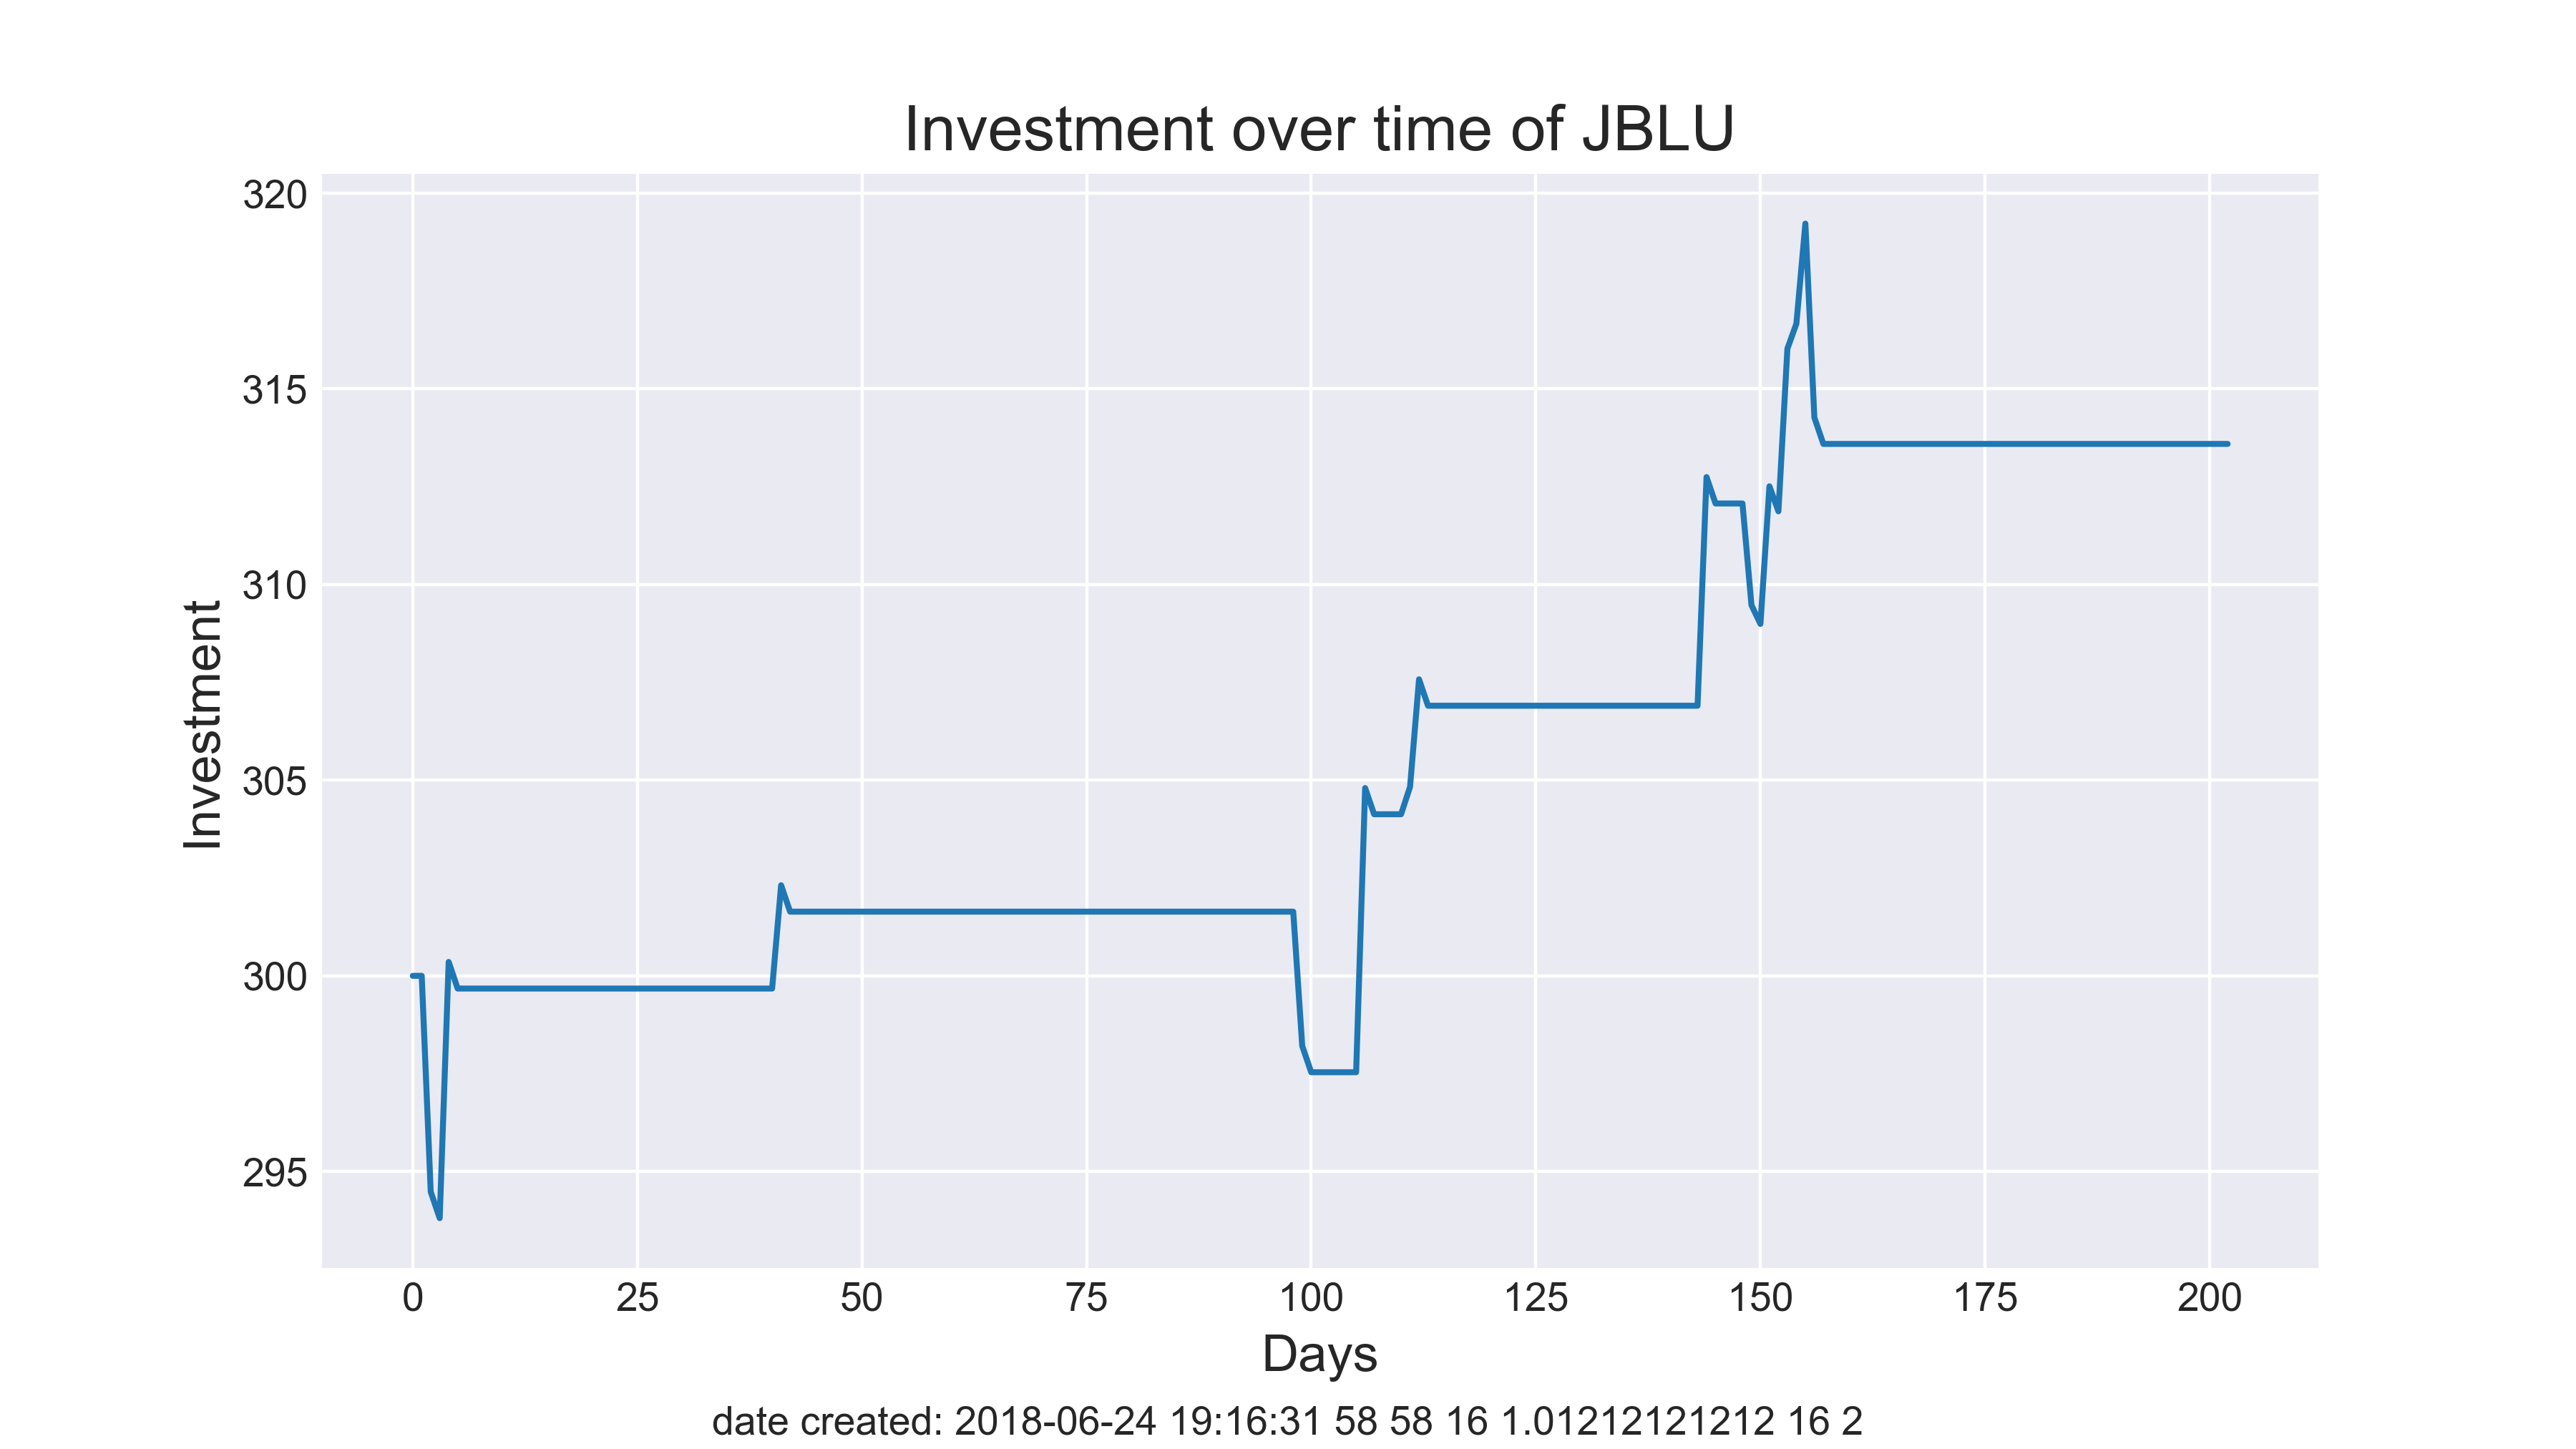 Investment over time of JBLU
320
315
310
305
300
295
Investment
0 25 50 75 100 125 150 175 200
Days
date created: 2018-06-24 19:16:31 58 58 16 1.01212121212 16 2